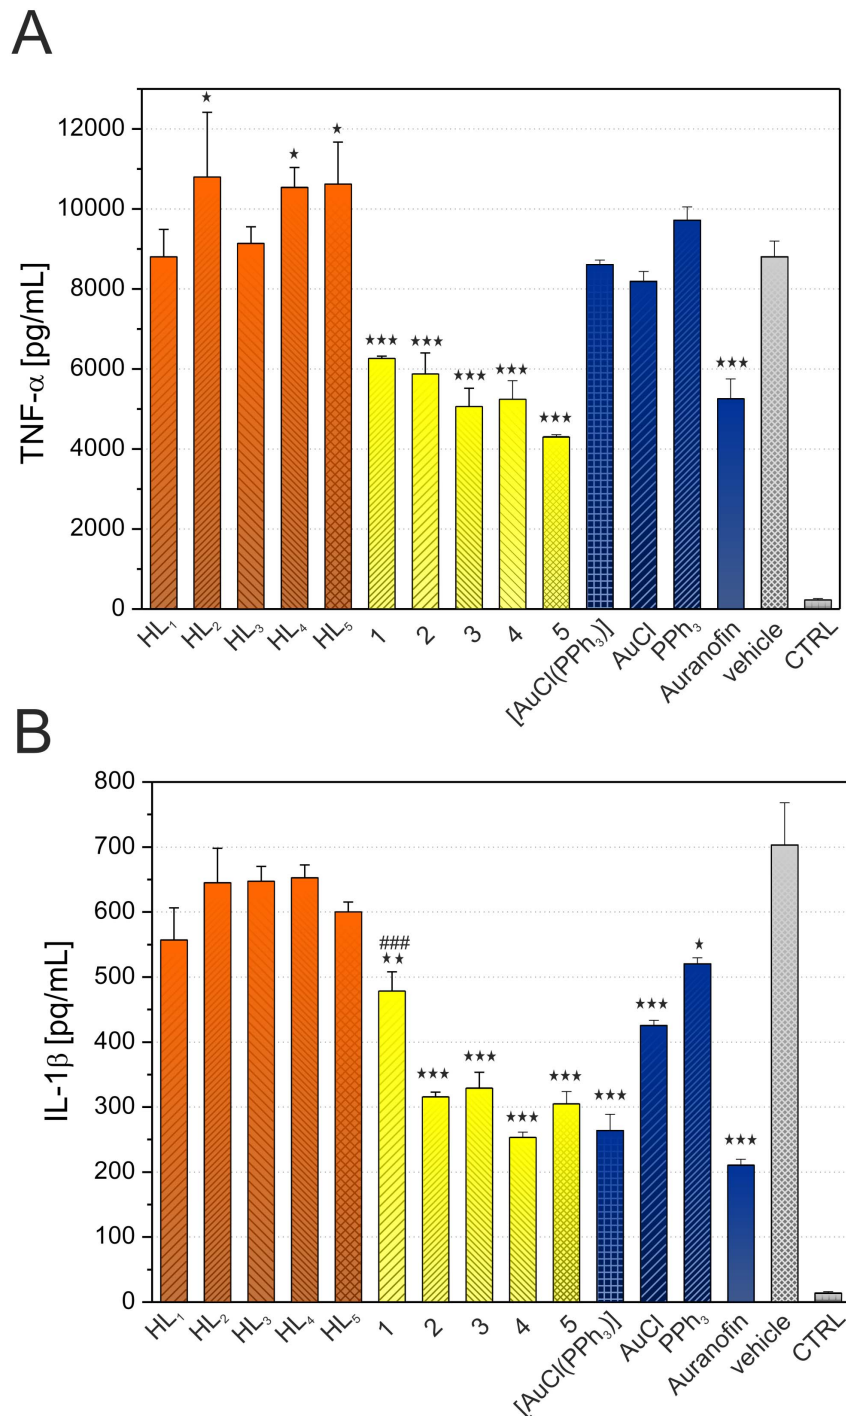 A
TNF-α [pg/mL]
12000
10000
8000
6000
4000
2000
0
★
★
★
★★★
★★★
★★★
★★★
★★★
★★★
HL₁
HL₂
HL₃
HL₄
HL₅
1
2
3
4
5
[AuCl(PPh₃)]
AuCl
PPh₃
Auranofin
vehicle
CTRL
B
IL-1β [pq/mL]
800
700
600
500
400
300
200
100
0
###
★★
★★★
★★★
★★★
★★★
★★★
★★★
★
★★★
HL₁
HL₂
HL₃
HL₄
HL₅
1
2
3
4
5
[AuCl(PPh₃)]
AuCl
PPh₃
Auranofin
vehicle
CTRL